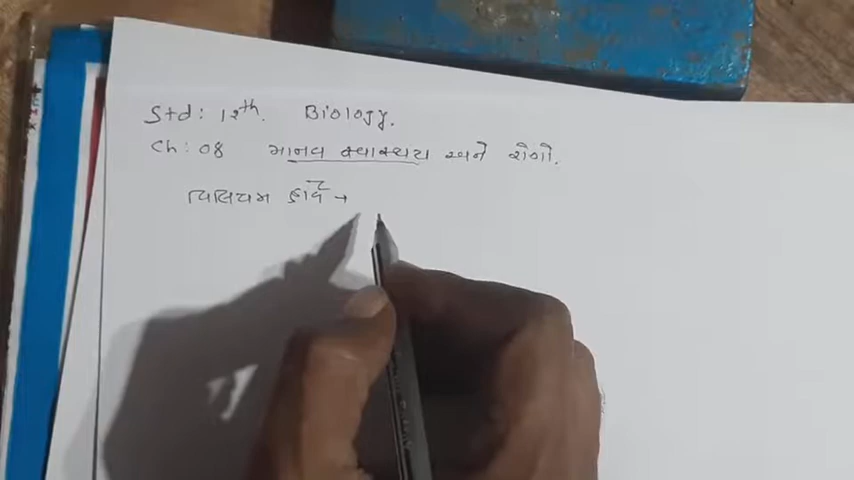 Std: 12th. Biology.
Ch: 08 માનવ સ્વાસ્થ્ય અને રોગો.
વિલિયમ હાર્વે →